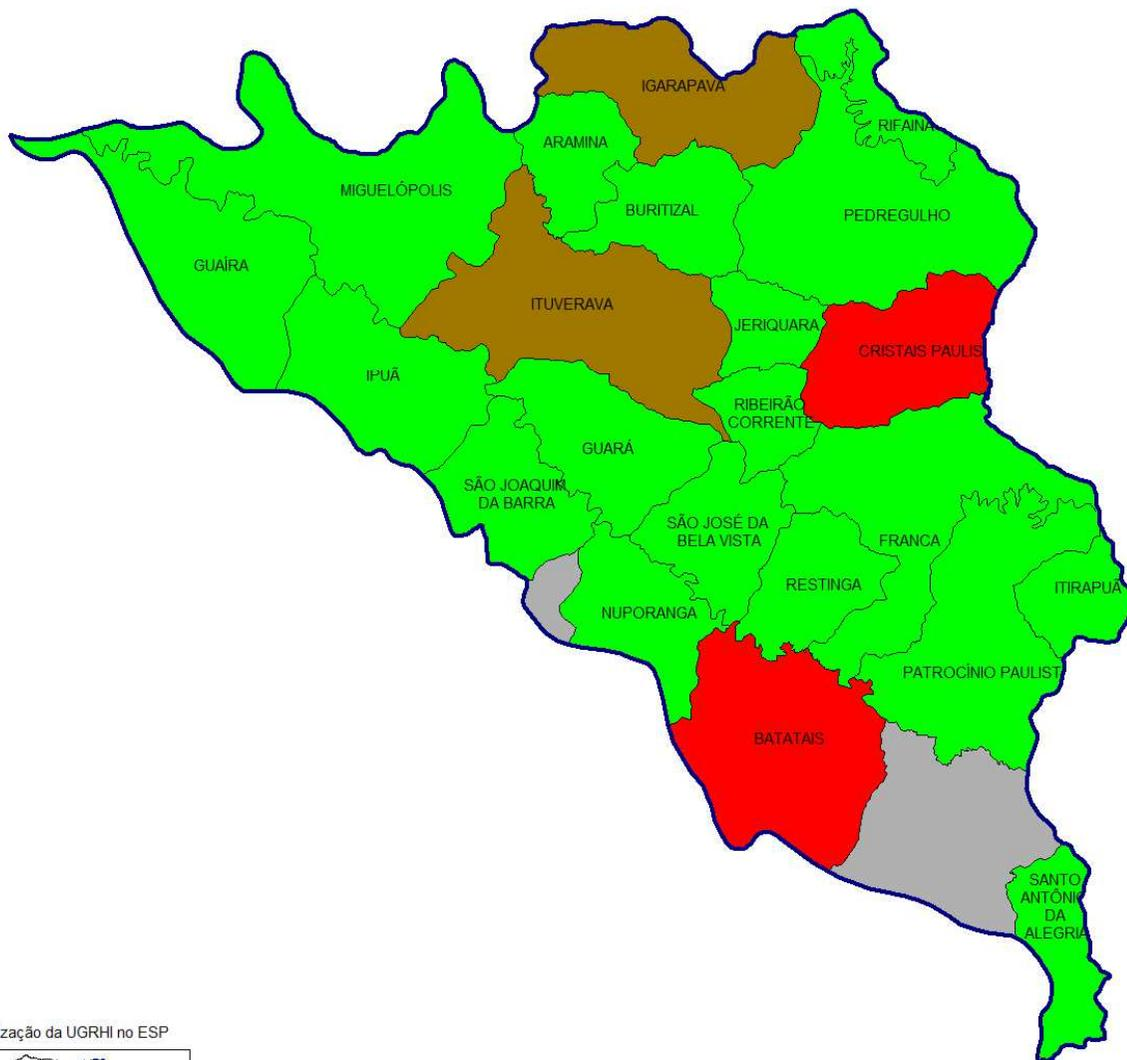 IGARAPAVA
RIFAINA
ARAMINA
MIGUELÓPOLIS
BURITIZAL
PEDREGULHO
GUAÍRA
ITUVERAVA
JERIQUARA
CRISTAIS PAULIS
IPUÃ
RIBEIRÃO
CORRENTE
GUARÁ
SÃO JOAQUIM
DA BARRA
SÃO JOSÉ DA
BELA VISTA
FRANCA
RESTINGA
ITIRAPUÃ
NUPORANGA
PATROCÍNIO PAULIST
BATATAIS
SANTO
ANTÔNIO
DA
ALEGRIA
zação da UGRHI no ESP